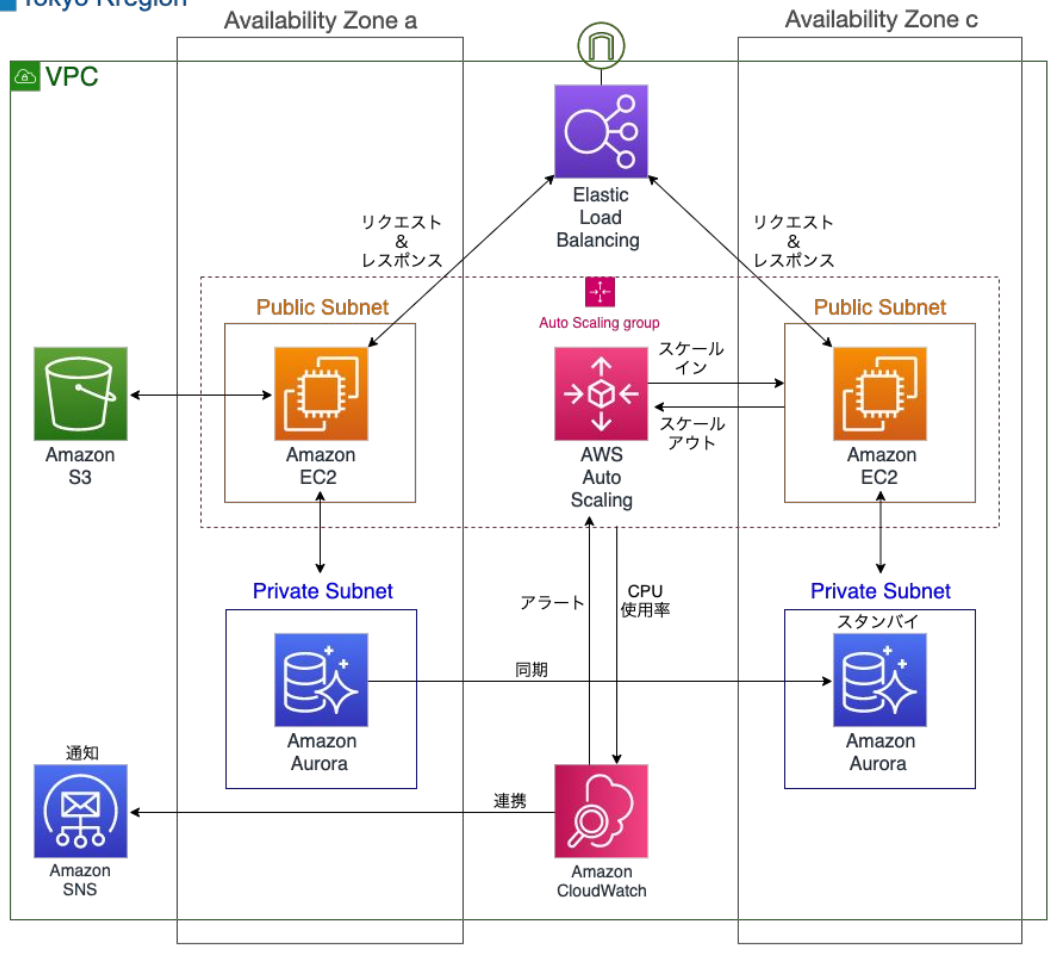 Tokyo Rregion
Availability Zone a
Availability Zone c
VPC
Elastic
Load
Balancing
リクエスト
&
レスポンス
リクエスト
&
レスポンス
Public Subnet
Auto Scaling group
Public Subnet
スケール
イン
スケール
アウト
Amazon
S3
Amazon
EC2
AWS
Auto
Scaling
Amazon
EC2
Private Subnet
アラート
CPU
使用率
Private Subnet
スタンバイ
同期
Amazon
Aurora
Amazon
Aurora
通知
連携
Amazon
SNS
Amazon
CloudWatch